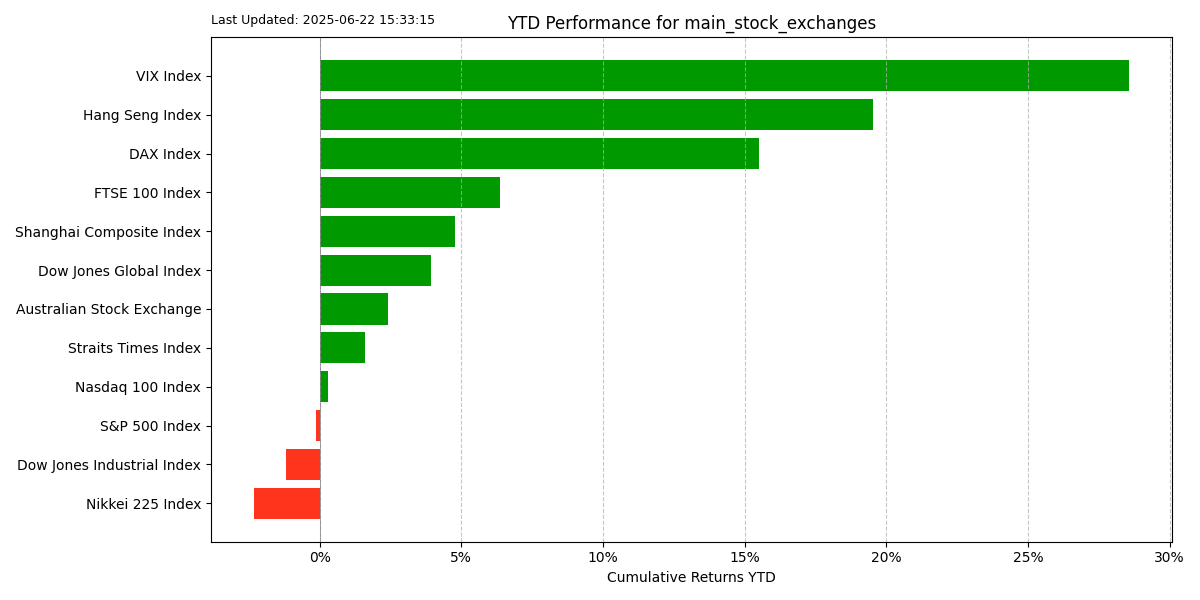 Last Updated: 2025-06-22 15:33:15
YTD Performance for main_stock_exchanges
VIX Index
Hang Seng Index
DAX Index
FTSE 100 Index
Shanghai Composite Index
Dow Jones Global Index
Australian Stock Exchange
Straits Times Index
Nasdaq 100 Index
S&P 500 Index
Dow Jones Industrial Index
Nikkei 225 Index
0% 5% 10% 15% 20% 25% 30%
Cumulative Returns YTD